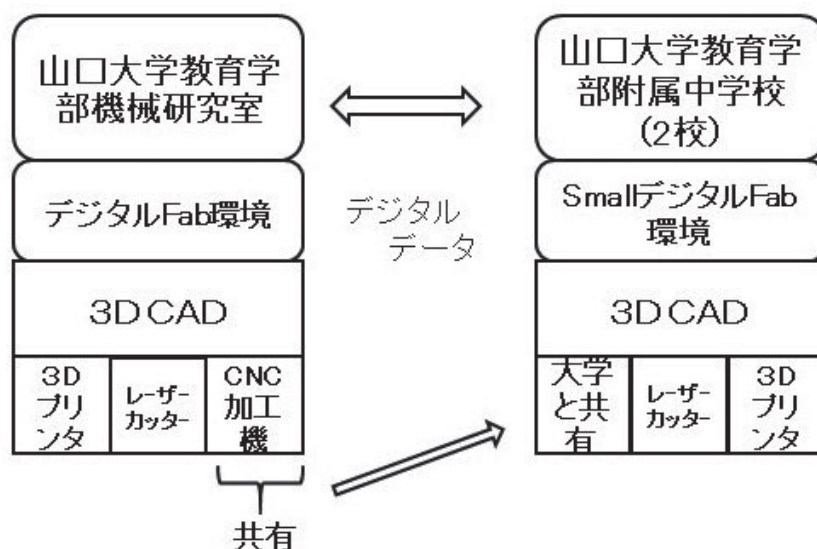 山口大学教育学
部機械研究室
デジタルFab環境
3D CAD
3D
プリ
ンタ
レーザー
カッター
CNC
加工
機
共有
デジタル
データ
山口大学教育学
部附属中学校
(2校)
SmallデジタルFab
環境
3D CAD
大学
と共
有
レーザー
カッター
3D
プリ
ンタ